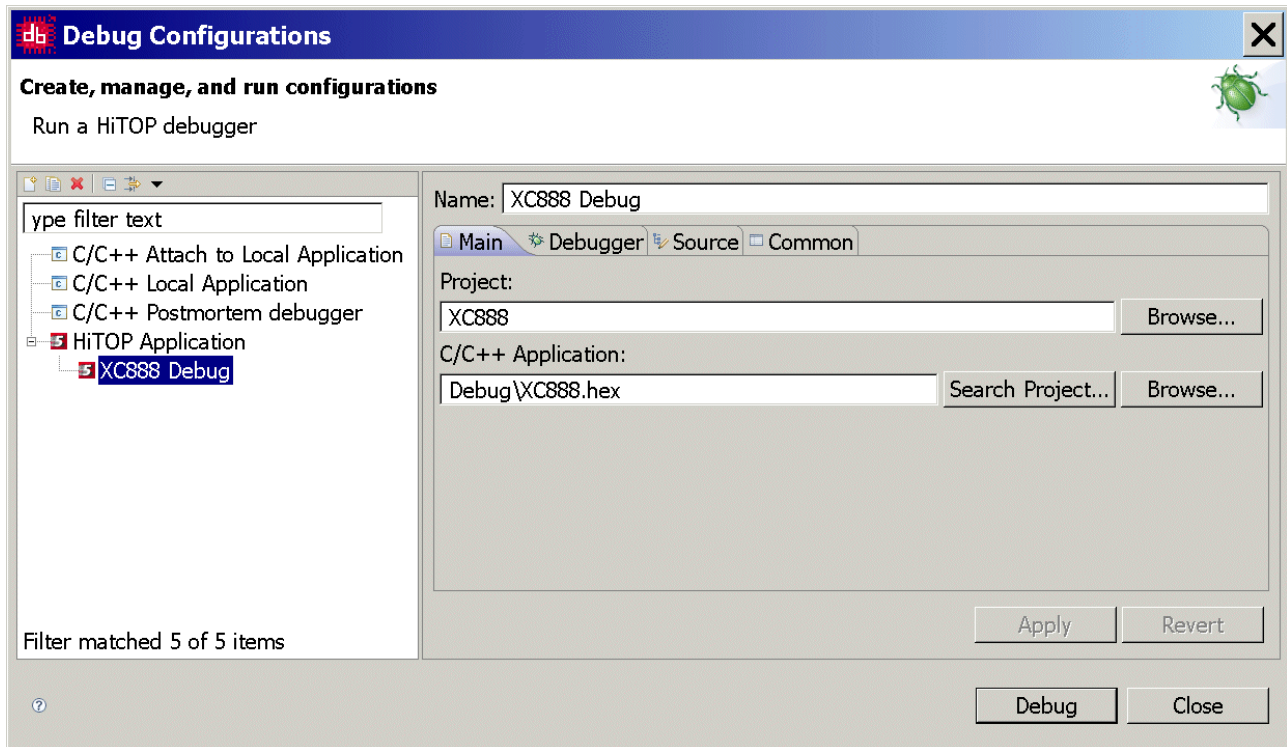 db Debug Configurations
Create, manage, and run configurations
Run a HiTOP debugger
ype filter text
C/C++ Attach to Local Application
C/C++ Local Application
C/C++ Postmortem debugger
HiTOP Application
XC888 Debug
Filter matched 5 of 5 items
Name: XC888 Debug
Main Debugger Source Common
Project:
XC888 Browse...
C/C++ Application:
Debug\XC888.hex Search Project... Browse...
Apply Revert
? Debug Close